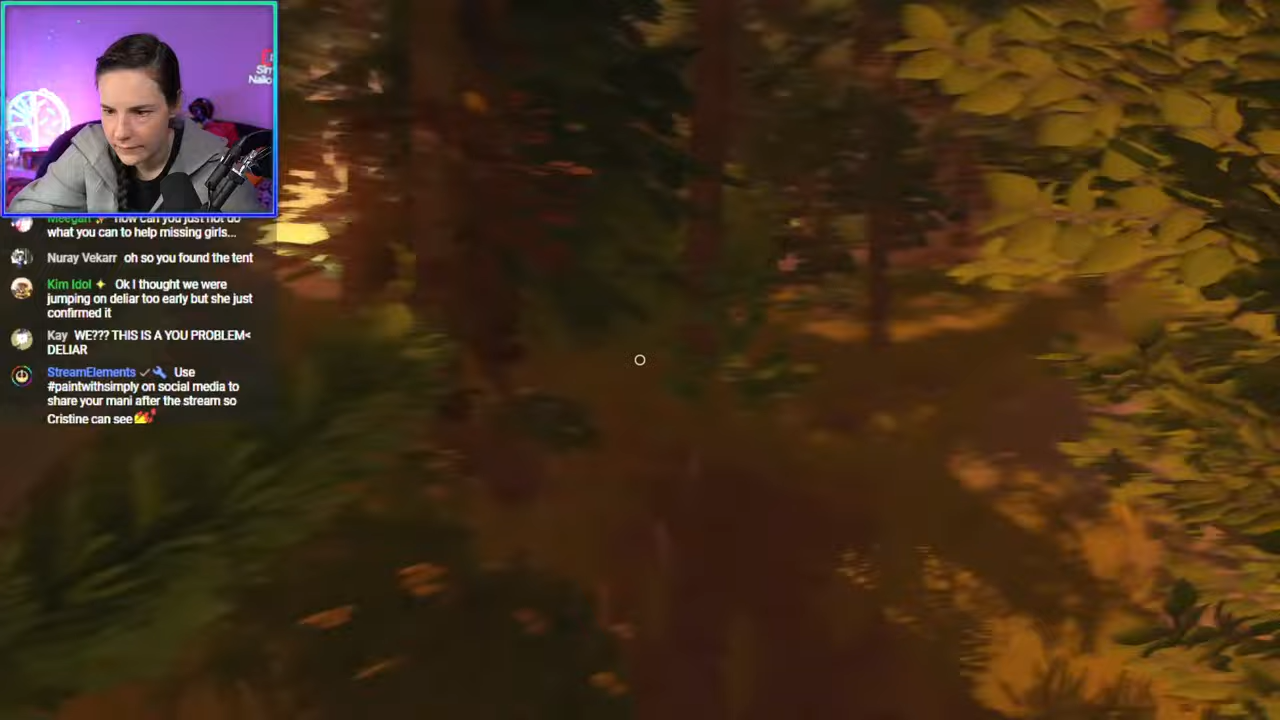 Sim
Nailo
Meegan how can you just not do
what you can to help missing girls...
Nuray Vekarr oh so you found the tent
Kim Idol Ok I thought we were
jumping on deliar too early but she just
confirmed it
Kay WE??? THIS IS A YOU PROBLEM<
DELIAR
StreamElements Use
#paintwithsimply on social media to
share your mani after the stream so
Cristine can see